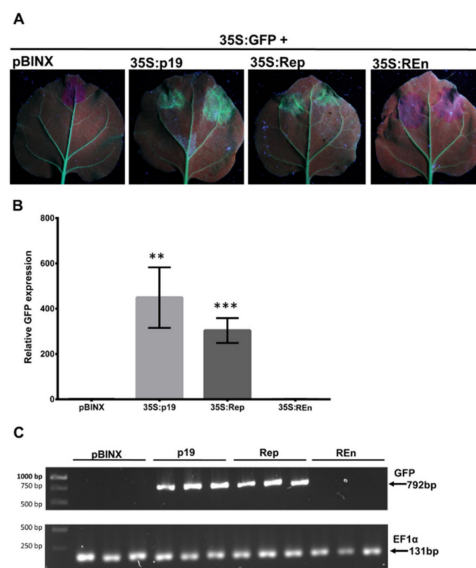 A
35S:GFP +
pBINX 35S:p19 35S:Rep 35S:REn
B
Relative GFP expression
800
600
400
200
0
** ***
pBINX 35S:p19 35S:Rep 35S:REn
C
pBINX p19 Rep REn
1000 bp
750 bp
500 bp
GFP
792bp
500 bp
250 bp
EF1α
131bp